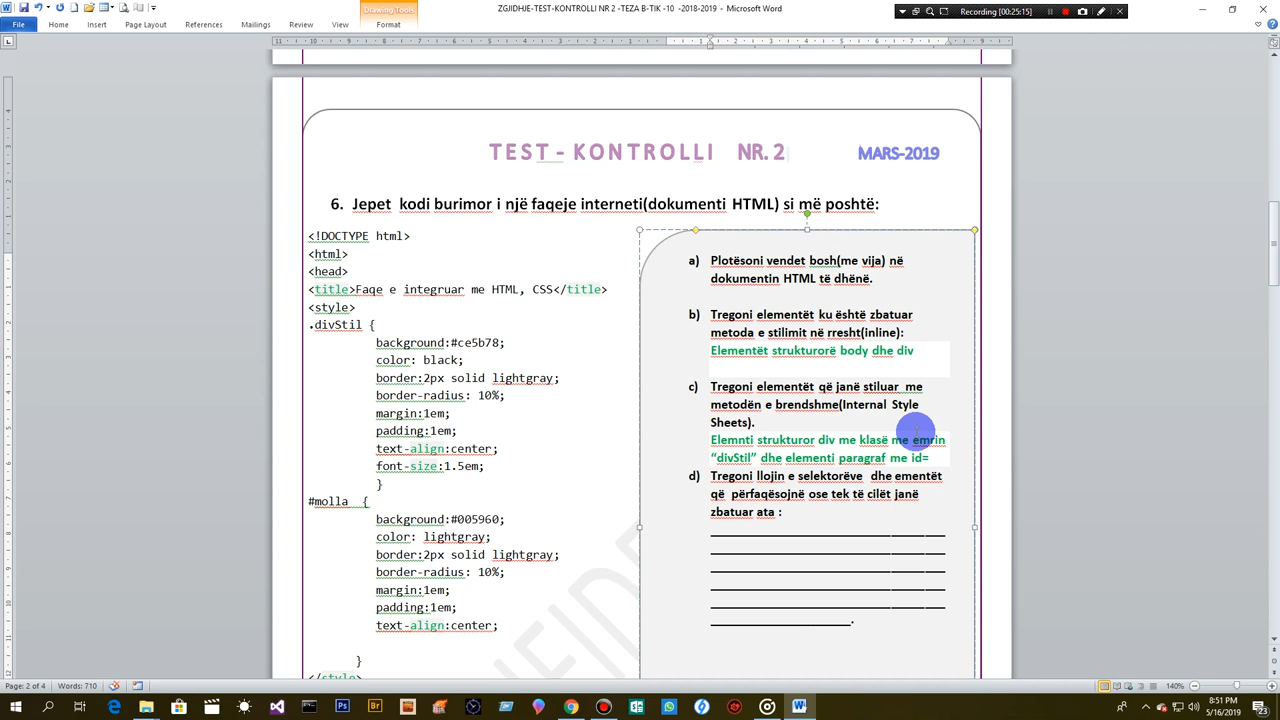 Drawing Tools
ZGJIDHJE-TEST-KONTROLLI NR 2 -TEZA B-TIK -10 -2018-2019 - Microsoft Word
Recording [00:25:15]
File
Home
Insert
Page Layout
References
Mailings
Review
View
Format
TEST - KONTROLLI NR. 2
MARS-2019
6. Jepet kodi burimor i një faqeje interneti(dokumenti HTML) si më poshtë:
<!DOCTYPE html>
<html>
<head>
<title>Faqe e integruar me HTML, CSS</title>
<style>
.divStil {
background:#ce5b78;
color: black;
border:2px solid lightgray;
border-radius: 10%;
margin:1em;
padding:1em;
text-align:center;
font-size:1.5em;
}
#molla {
background:#005960;
color: lightgray;
border:2px solid lightgray;
border-radius: 10%;
margin:1em;
padding:1em;
text-align:center;
}
</style>
a) Plotësoni vendet bosh(me vija) në
dokumentin HTML të dhënë.
b) Tregoni elementët ku është zbatuar
metoda e stilimit në rresht(inline):
Elementët strukturorë body dhe div
c) Tregoni elementët që janë stiluar me
metodën e brendshme(Internal Style
Sheets).
Elemnti strukturor div me klasë me emrin
“divStil” dhe elementi paragraf me id=
d) Tregoni llojin e selektorëve dhe ementët
që përfaqësojnë ose tek të cilët janë
zbatuar ata :
Page: 2 of 4
Words: 710
140%
8:51 PM
5/16/2019